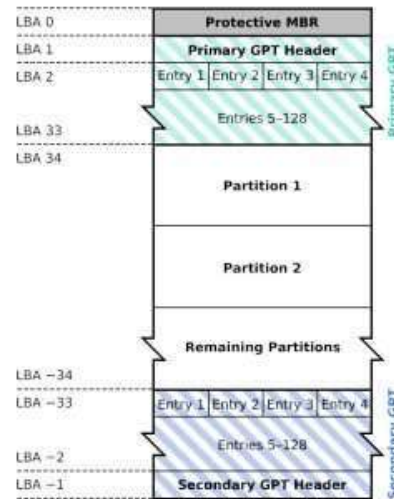 LBA 0 Protective MBR
LBA 1 Primary GPT Header
LBA 2 Entry 1 Entry 2 Entry 3 Entry 4
Entries 5–128
LBA 33
LBA 34
Primary GPT
Partition 1
Partition 2
Remaining Partitions
LBA −34
LBA −33 Entry 1 Entry 2 Entry 3 Entry 4
Entries 5–128
LBA −2
LBA −1 Secondary GPT Header
Secondary GPT